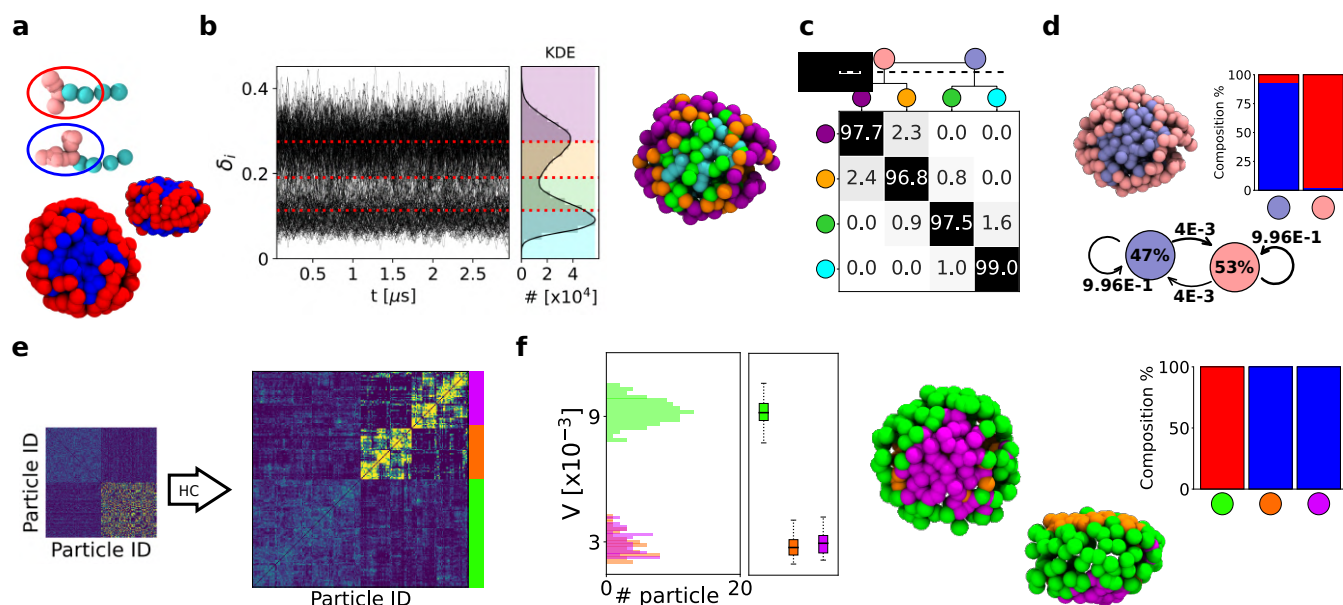 a
b
KDE
δi
0.4
0.2
0
0.5 1.5 2.5
t [μs]
0 2 4
# [x10⁴]
c
97.7 2.3 0.0 0.0
2.4 96.8 0.8 0.0
0.0 0.9 97.5 1.6
0.0 0.0 1.0 99.0
d
Composition %
100
75
50
25
0
47%
53%
4E-3
4E-3
9.96E-1
9.96E-1
e
Particle ID
Particle ID
HC
Particle ID
f
V [x10⁻³]
9
3
0 20
# particle
Composition %
100
50
0